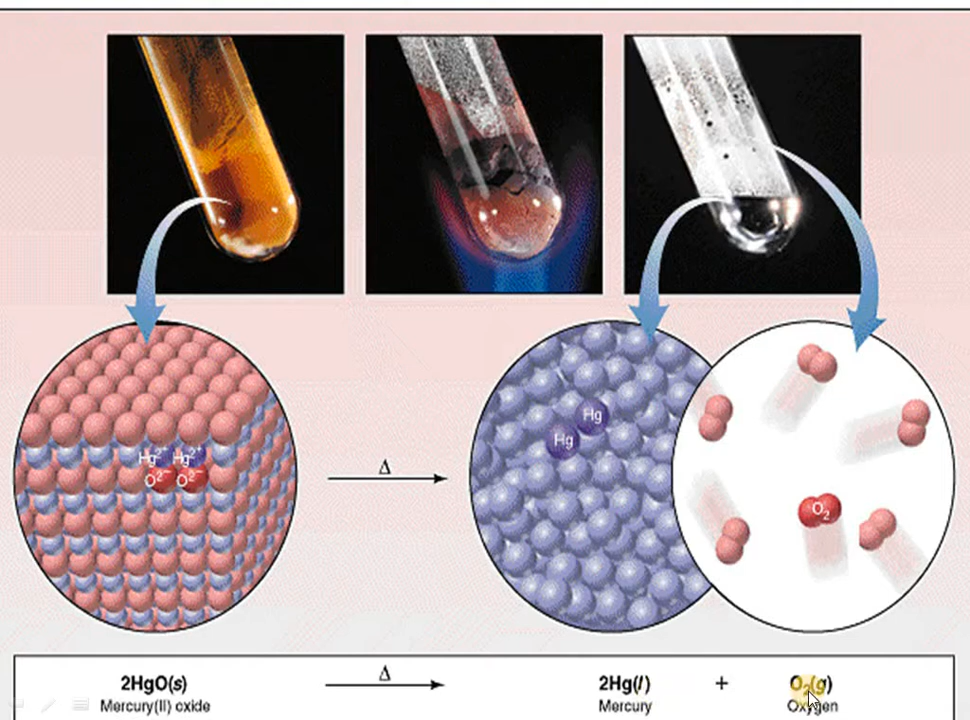 Hg²⁺ Hg²⁺
O²⁻ O²⁻
Δ
Hg
Hg
O₂
2HgO(s) Δ 2Hg(l) + O₂(g)
Mercury(II) oxide Mercury Oxygen